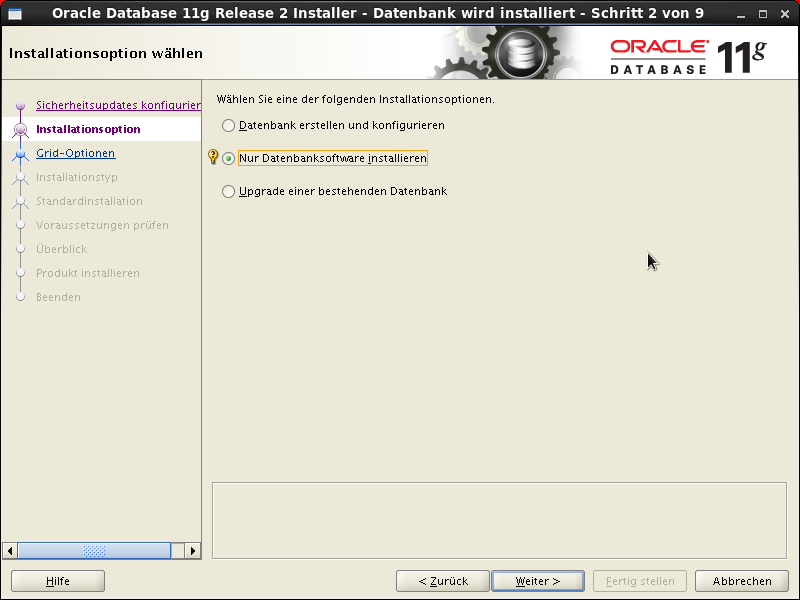 Oracle Database 11g Release 2 Installer - Datenbank wird installiert - Schritt 2 von 9
Installationsoption wählen
ORACLE
DATABASE
11g
Sicherheitsupdates konfigurier
Installationsoption
Grid-Optionen
Installationstyp
Standardinstallation
Voraussetzungen prüfen
Überblick
Produkt installieren
Beenden
Wählen Sie eine der folgenden Installationsoptionen.
Datenbank erstellen und konfigurieren
Nur Datenbanksoftware installieren
Upgrade einer bestehenden Datenbank
Hilfe
< Zurück
Weiter >
Fertig stellen
Abbrechen